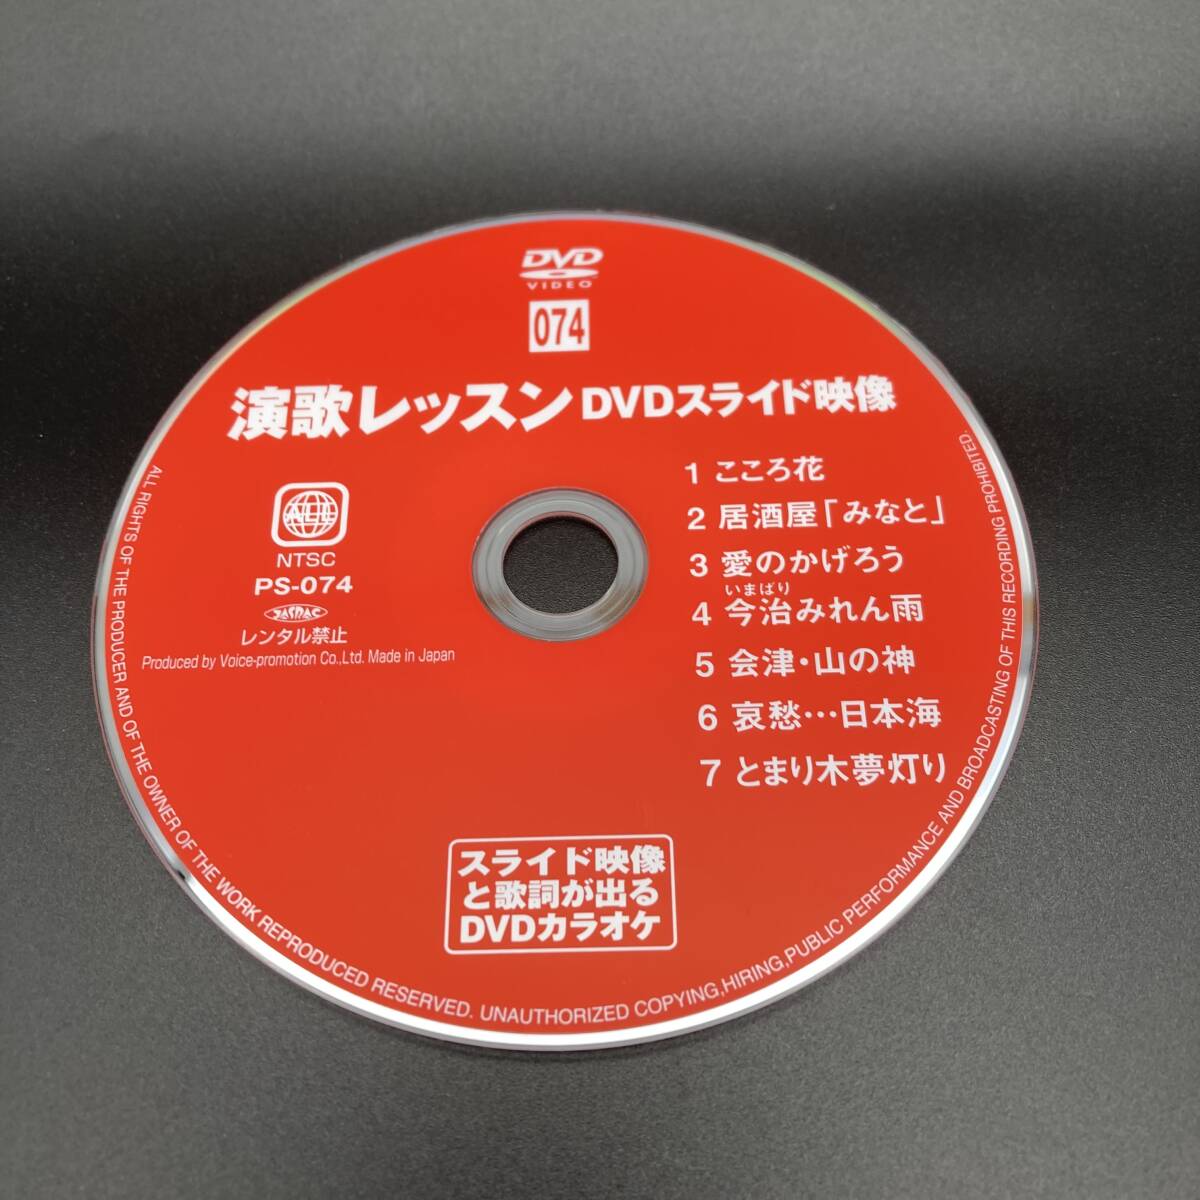 DVD
VIDEO
074
演歌レッスン DVDスライド映像
ALL
NTSC
PS-074
JASRAC
レンタル禁止
Produced by Voice-promotion Co.,Ltd. Made in Japan
1 こころ花
2 居酒屋「みなと」
3 愛のかげろう
いまばり
4 今治みれん雨
5 会津・山の神
6 哀愁…日本海
7 とまり木夢灯り
スライド映像
と歌詞が出る
DVDカラオケ
ALL RIGHTS OF THE PRODUCER AND OF THE OWNER OF THE WORK REPRODUCED RESERVED. UNAUTHORIZED COPYING,HIRING,PUBLIC PERFORMANCE AND BROADCASTING OF THIS RECORDING PROHIBITED.